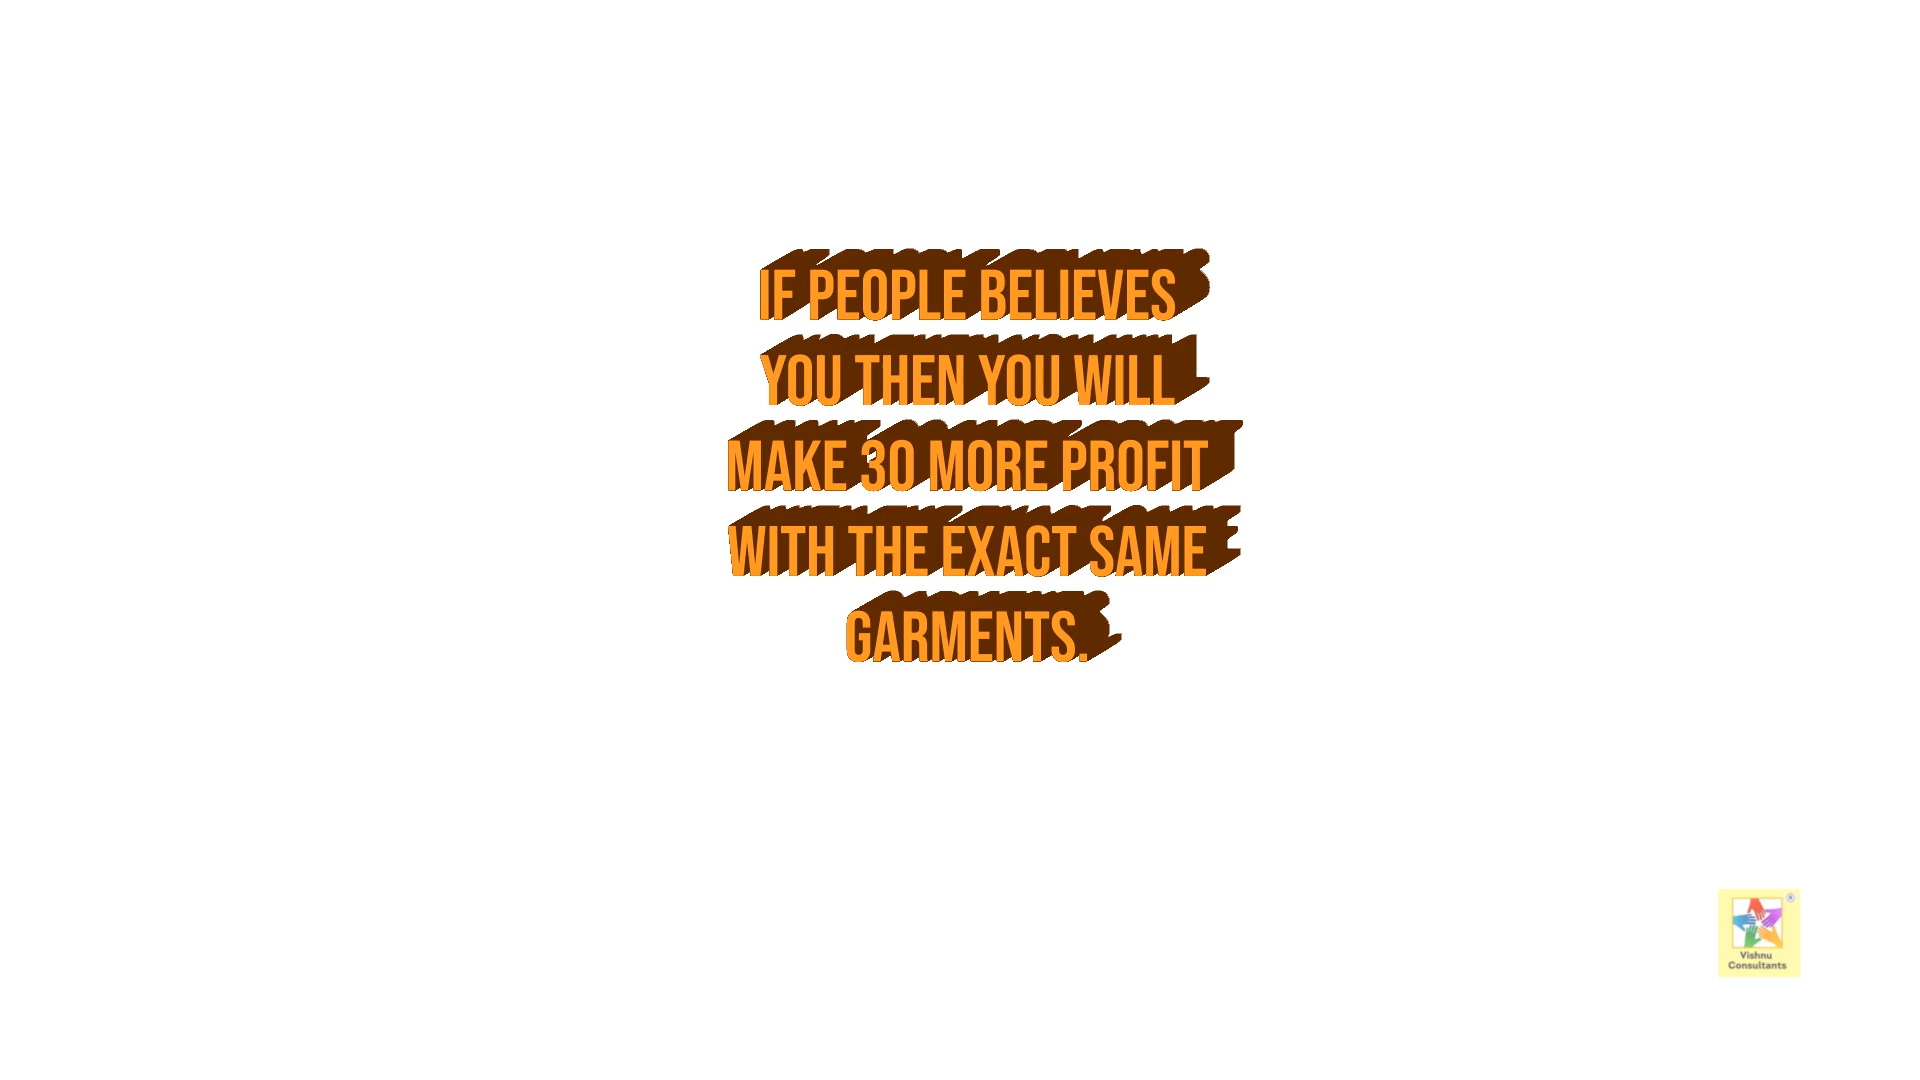 IF PEOPLE BELIEVES
YOU THEN YOU WILL
MAKE 30 MORE PROFIT
WITH THE EXACT SAME
GARMENTS.
®
Vishnu
Consultants